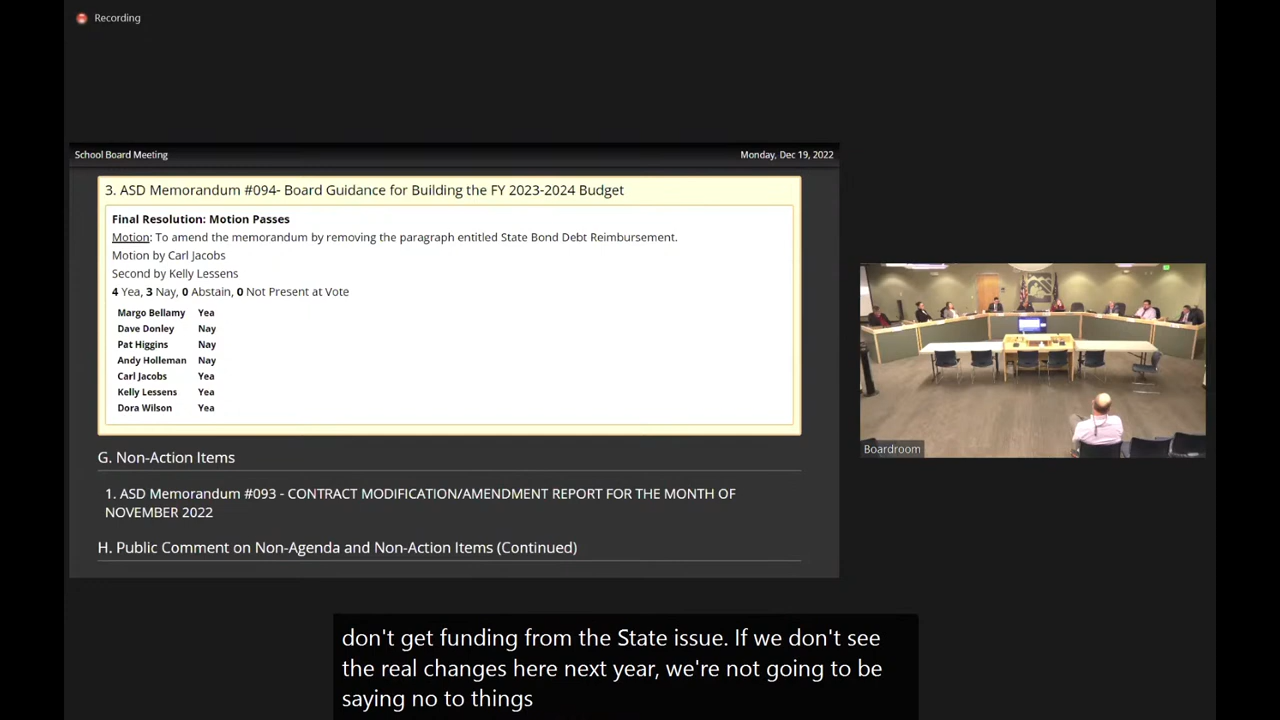 Recording
School Board Meeting
Monday, Dec 19, 2022
3. ASD Memorandum #094- Board Guidance for Building the FY 2023-2024 Budget
Final Resolution: Motion Passes
Motion: To amend the memorandum by removing the paragraph entitled State Bond Debt Reimbursement.
Motion by Carl Jacobs
Second by Kelly Lessens
4 Yea, 3 Nay, 0 Abstain, 0 Not Present at Vote
Margo Bellamy Yea
Dave Donley Nay
Pat Higgins Nay
Andy Holleman Nay
Carl Jacobs Yea
Kelly Lessens Yea
Dora Wilson Yea
G. Non-Action Items
1. ASD Memorandum #093 - CONTRACT MODIFICATION/AMENDMENT REPORT FOR THE MONTH OF
NOVEMBER 2022
H. Public Comment on Non-Agenda and Non-Action Items (Continued)
Boardroom
don't get funding from the State issue. If we don't see
the real changes here next year, we're not going to be
saying no to things